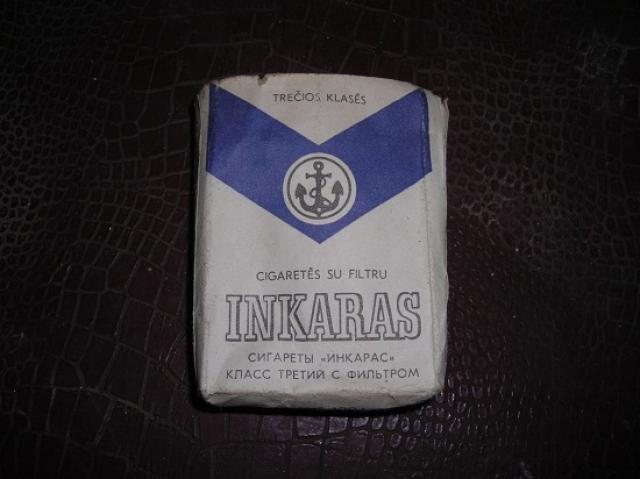 TREČIOS KLASĖS
CIGARETĖS SU FILTRU
INKARAS
СИГАРЕТЫ «ИНКАРАС»
КЛАСС ТРЕТИЙ С ФИЛЬТРОМ